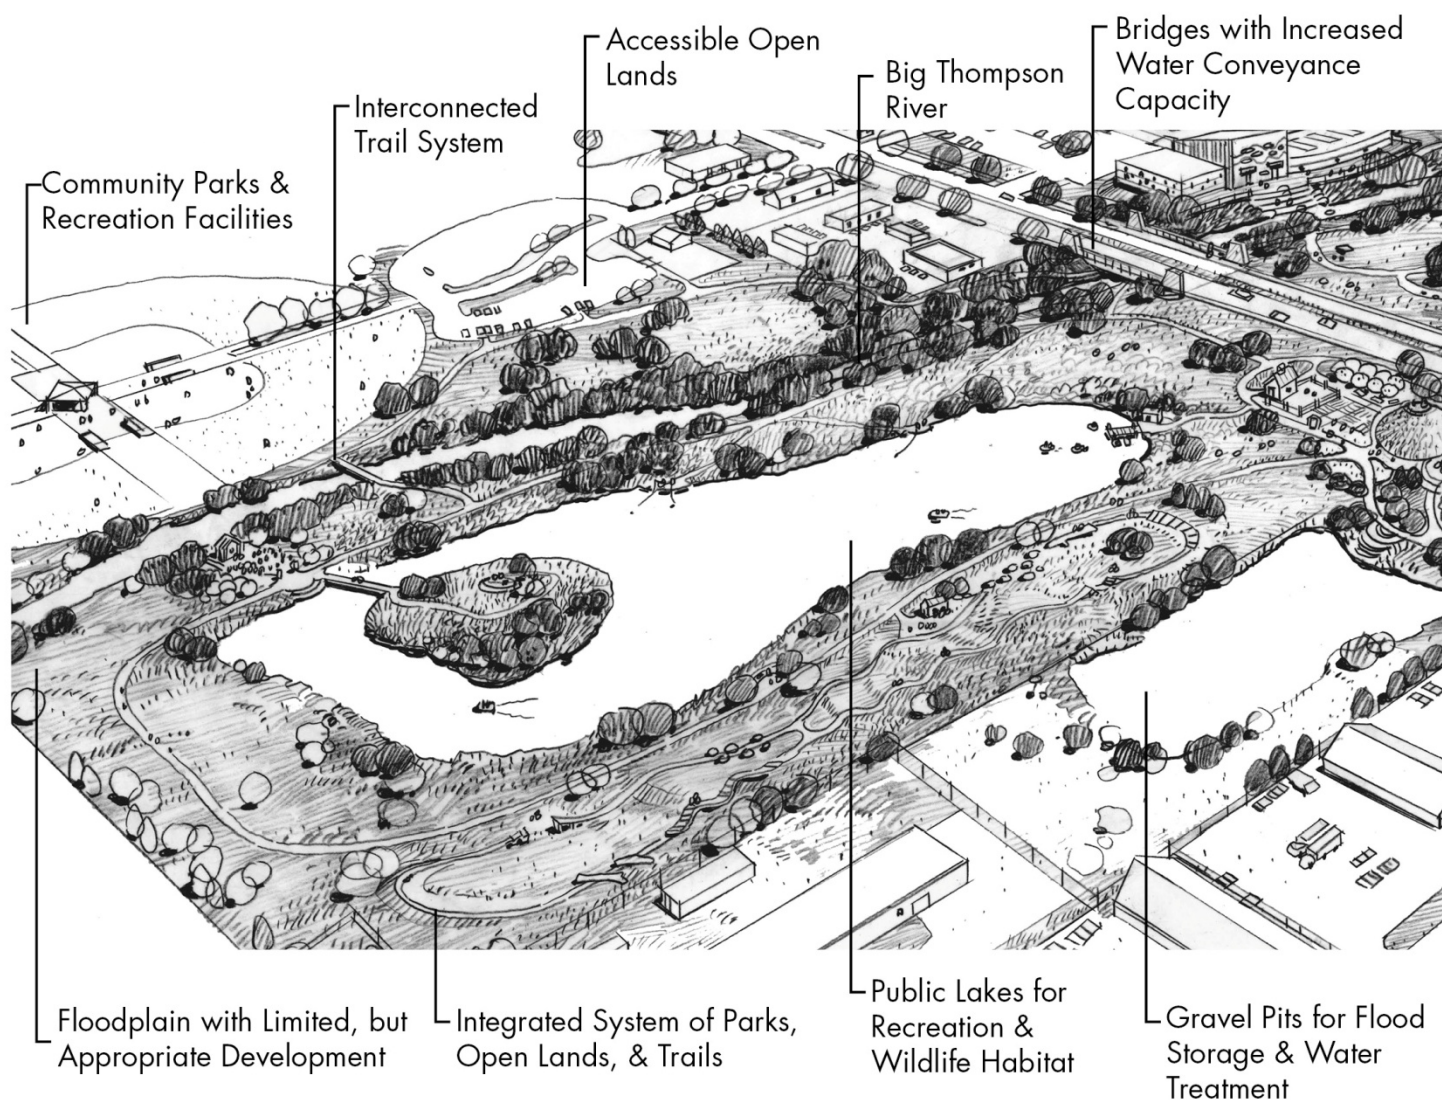 Accessible Open
Lands
Bridges with Increased
Water Conveyance
Capacity
Big Thompson
River
Interconnected
Trail System
Community Parks &
Recreation Facilities
Floodplain with Limited, but
Appropriate Development
Integrated System of Parks,
Open Lands, & Trails
Public Lakes for
Recreation &
Wildlife Habitat
Gravel Pits for Flood
Storage & Water
Treatment